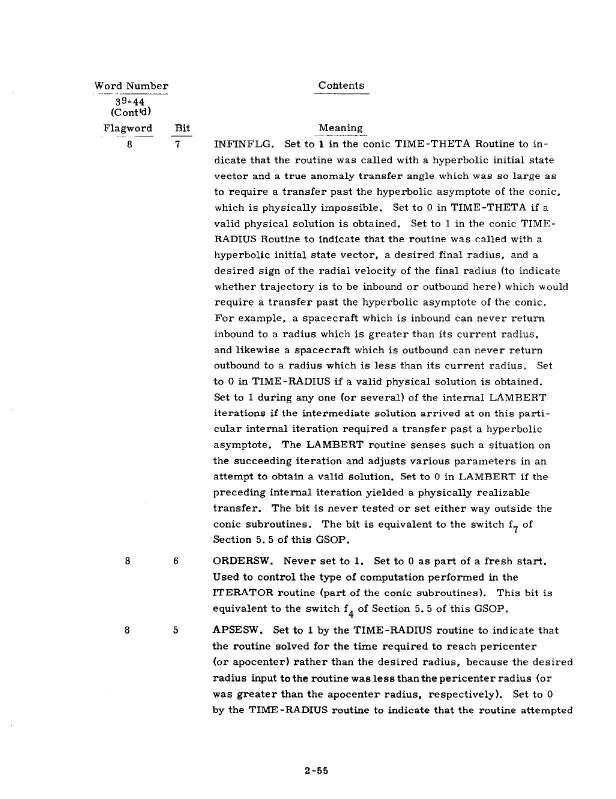 Word Number Contents
39-44
(Cont'd)
Flagword Bit Meaning
8 7 INFINFLG. Set to 1 in the conic TIME-THETA Routine to in-
dicate that the routine was called with a hyperbolic initial state
vector and a true anomaly transfer angle which was so large as
to require a transfer past the hyperbolic asymptote of the conic,
which is physically impossible. Set to 0 in TIME-THETA if a
valid physical solution is obtained. Set to 1 in the conic TIME-
RADIUS Routine to indicate that the routine was called with a
hyperbolic initial state vector, a desired final radius, and a
desired sign of the radial velocity of the final radius (to indicate
whether trajectory is to be inbound or outbound here) which would
require a transfer past the hyperbolic asymptote of the conic.
For example, a spacecraft which is inbound can never return
inbound to a radius which is greater than its current radius,
and likewise a spacecraft which is outbound can never return
outbound to a radius which is less than its current radius. Set
to 0 in TIME-RADIUS if a valid physical solution is obtained.
Set to 1 during any one (or several) of the internal LAMBERT
iterations if the intermediate solution arrived at on this parti-
cular internal iteration required a transfer past a hyperbolic
asymptote. The LAMBERT routine senses such a situation on
the succeeding iteration and adjusts various parameters in an
attempt to obtain a valid solution. Set to 0 in LAMBERT if the
preceding internal iteration yielded a physically realizable
transfer. The bit is never tested or set either way outside the
conic subroutines. The bit is equivalent to the switch f7 of
Section 5.5 of this GSOP.
8 6 ORDERSW. Never set to 1. Set to 0 as part of a fresh start.
Used to control the type of computation performed in the
ITERATOR routine (part of the conic subroutines). This bit is
equivalent to the switch f4 of Section 5.5 of this GSOP.
8 5 APSESW. Set to 1 by the TIME-RADIUS routine to indicate that
the routine solved for the time required to reach pericenter
(or apocenter) rather than the desired radius, because the desired
radius input to the routine was less than the pericenter radius (or
was greater than the apocenter radius, respectively). Set to 0
by the TIME-RADIUS routine to indicate that the routine attempted
2-55